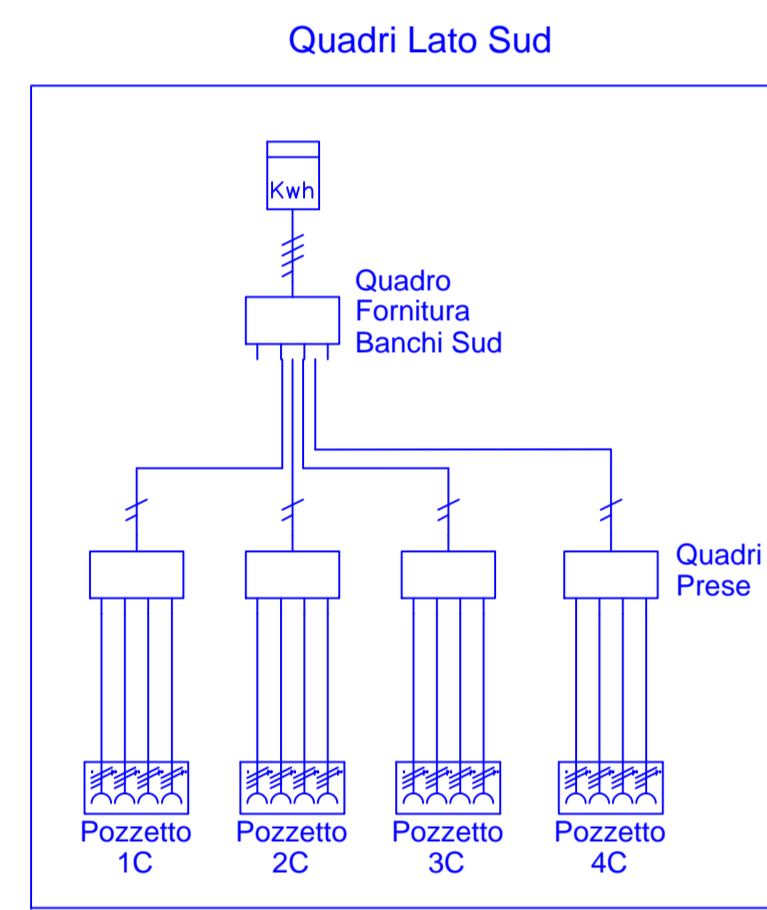 Quadri Lato Sud
Kwh
Quadro
Fornitura
Banchi Sud
Quadri
Prese
Pozzetto
1C
Pozzetto
2C
Pozzetto
3C
Pozzetto
4C